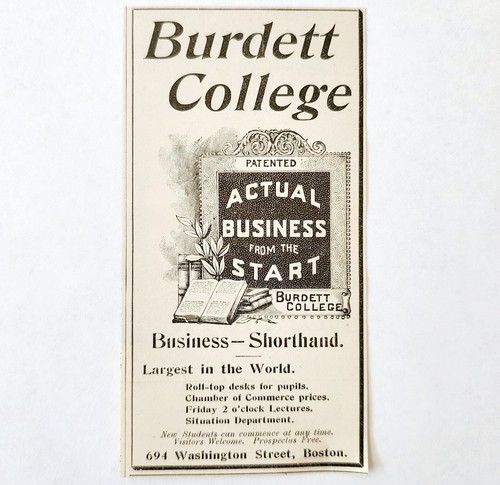 Burdett
College
PATENTED
ACTUAL
BUSINESS
FROM THE
START
BURDETT
COLLEGE
Business—Shorthand.
Largest in the World.
Roll-top desks for pupils.
Chamber of Commerce prizes.
Friday 2 o'clock Lectures.
Situation Department.
New Students can commence at any time.
Visitors Welcome. Prospectus Free.
694 Washington Street, Boston.